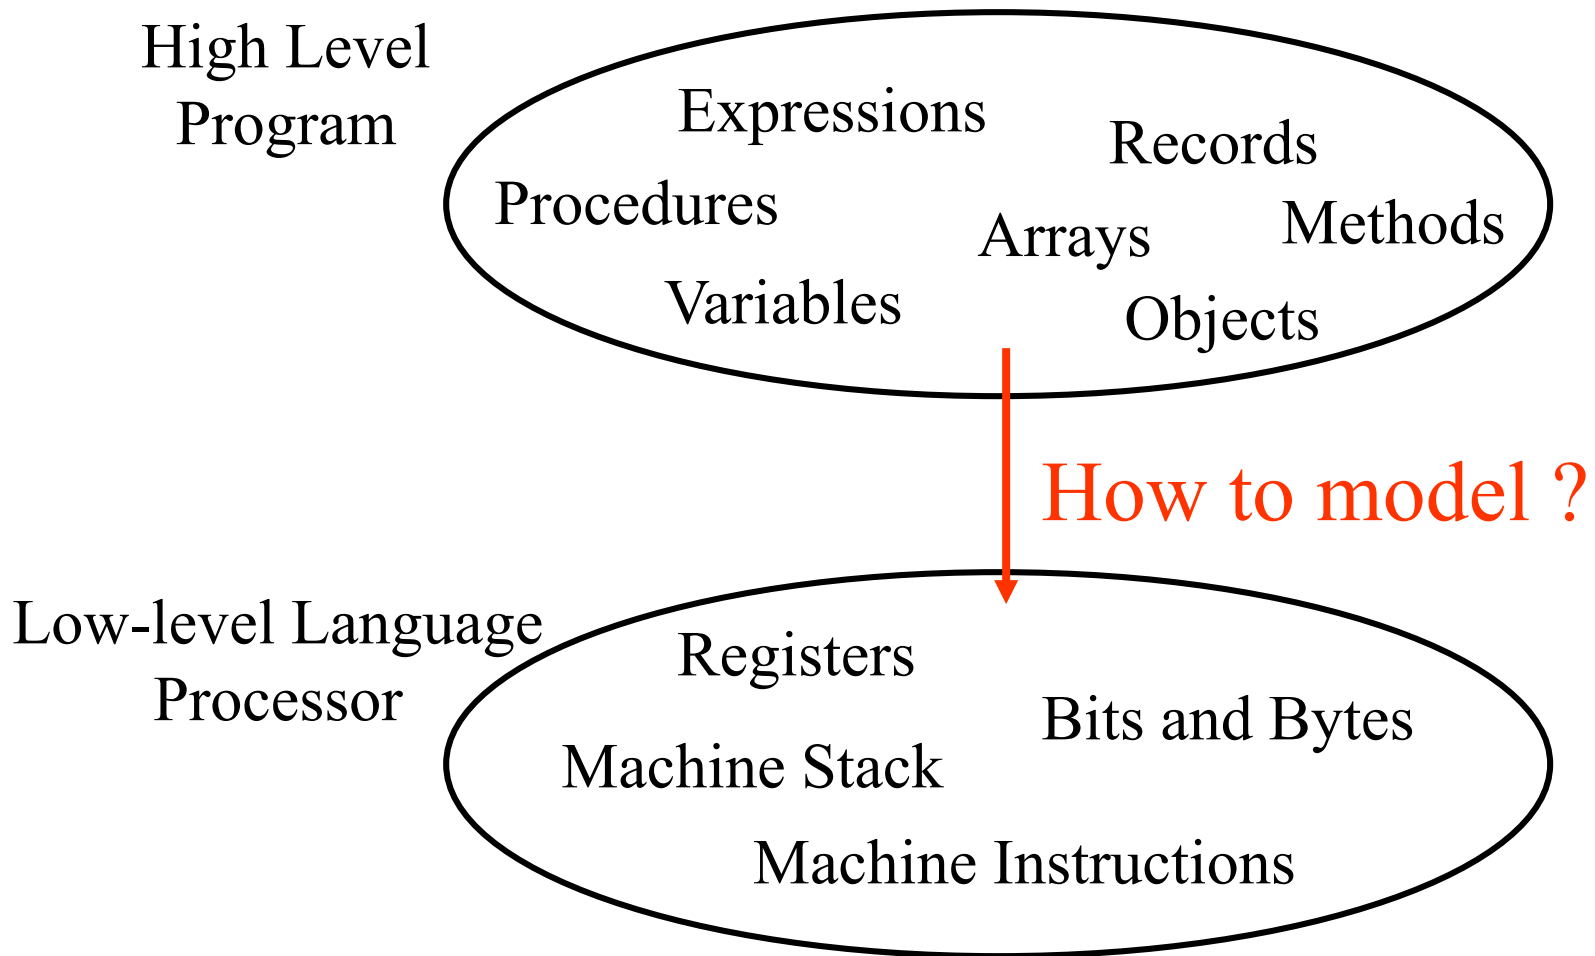 High Level
Program
Expressions
Records
Procedures
Arrays
Methods
Variables
Objects
How to model ?
Low-level Language
Processor
Registers
Bits and Bytes
Machine Stack
Machine Instructions